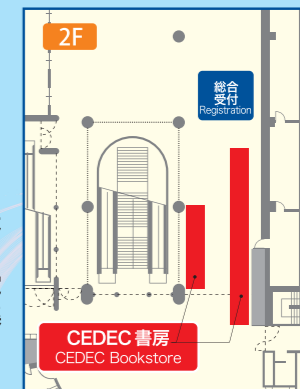 2F
総合
受付
Registration
CEDEC 書房
CEDEC Bookstore